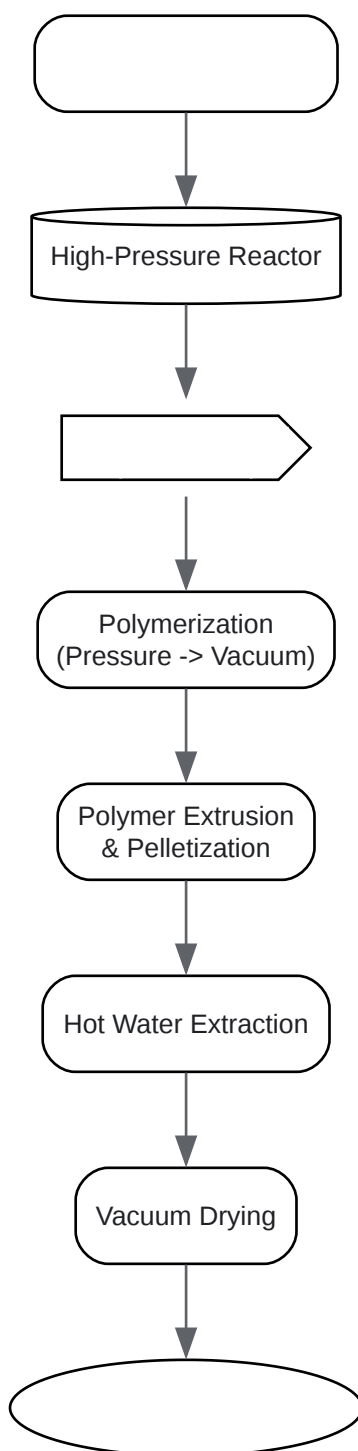 High-Pressure Reactor
Polymerization
(Pressure -> Vacuum)
Polymer Extrusion
& Pelletization
Hot Water Extraction
Vacuum Drying